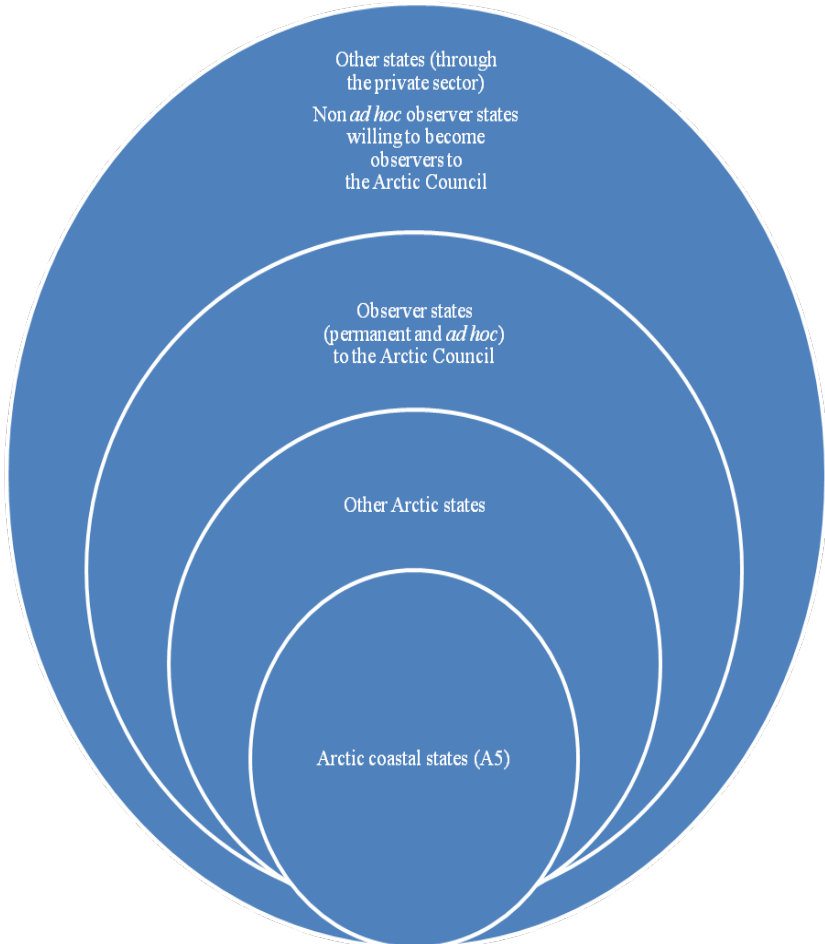 Other states (through
the private sector)
Non ad hoc observer states
willing to become
observers to
the Arctic Council
Observer states
(permanent and ad hoc)
to the Arctic Council
Other Arctic states
Arctic coastal states (A5)